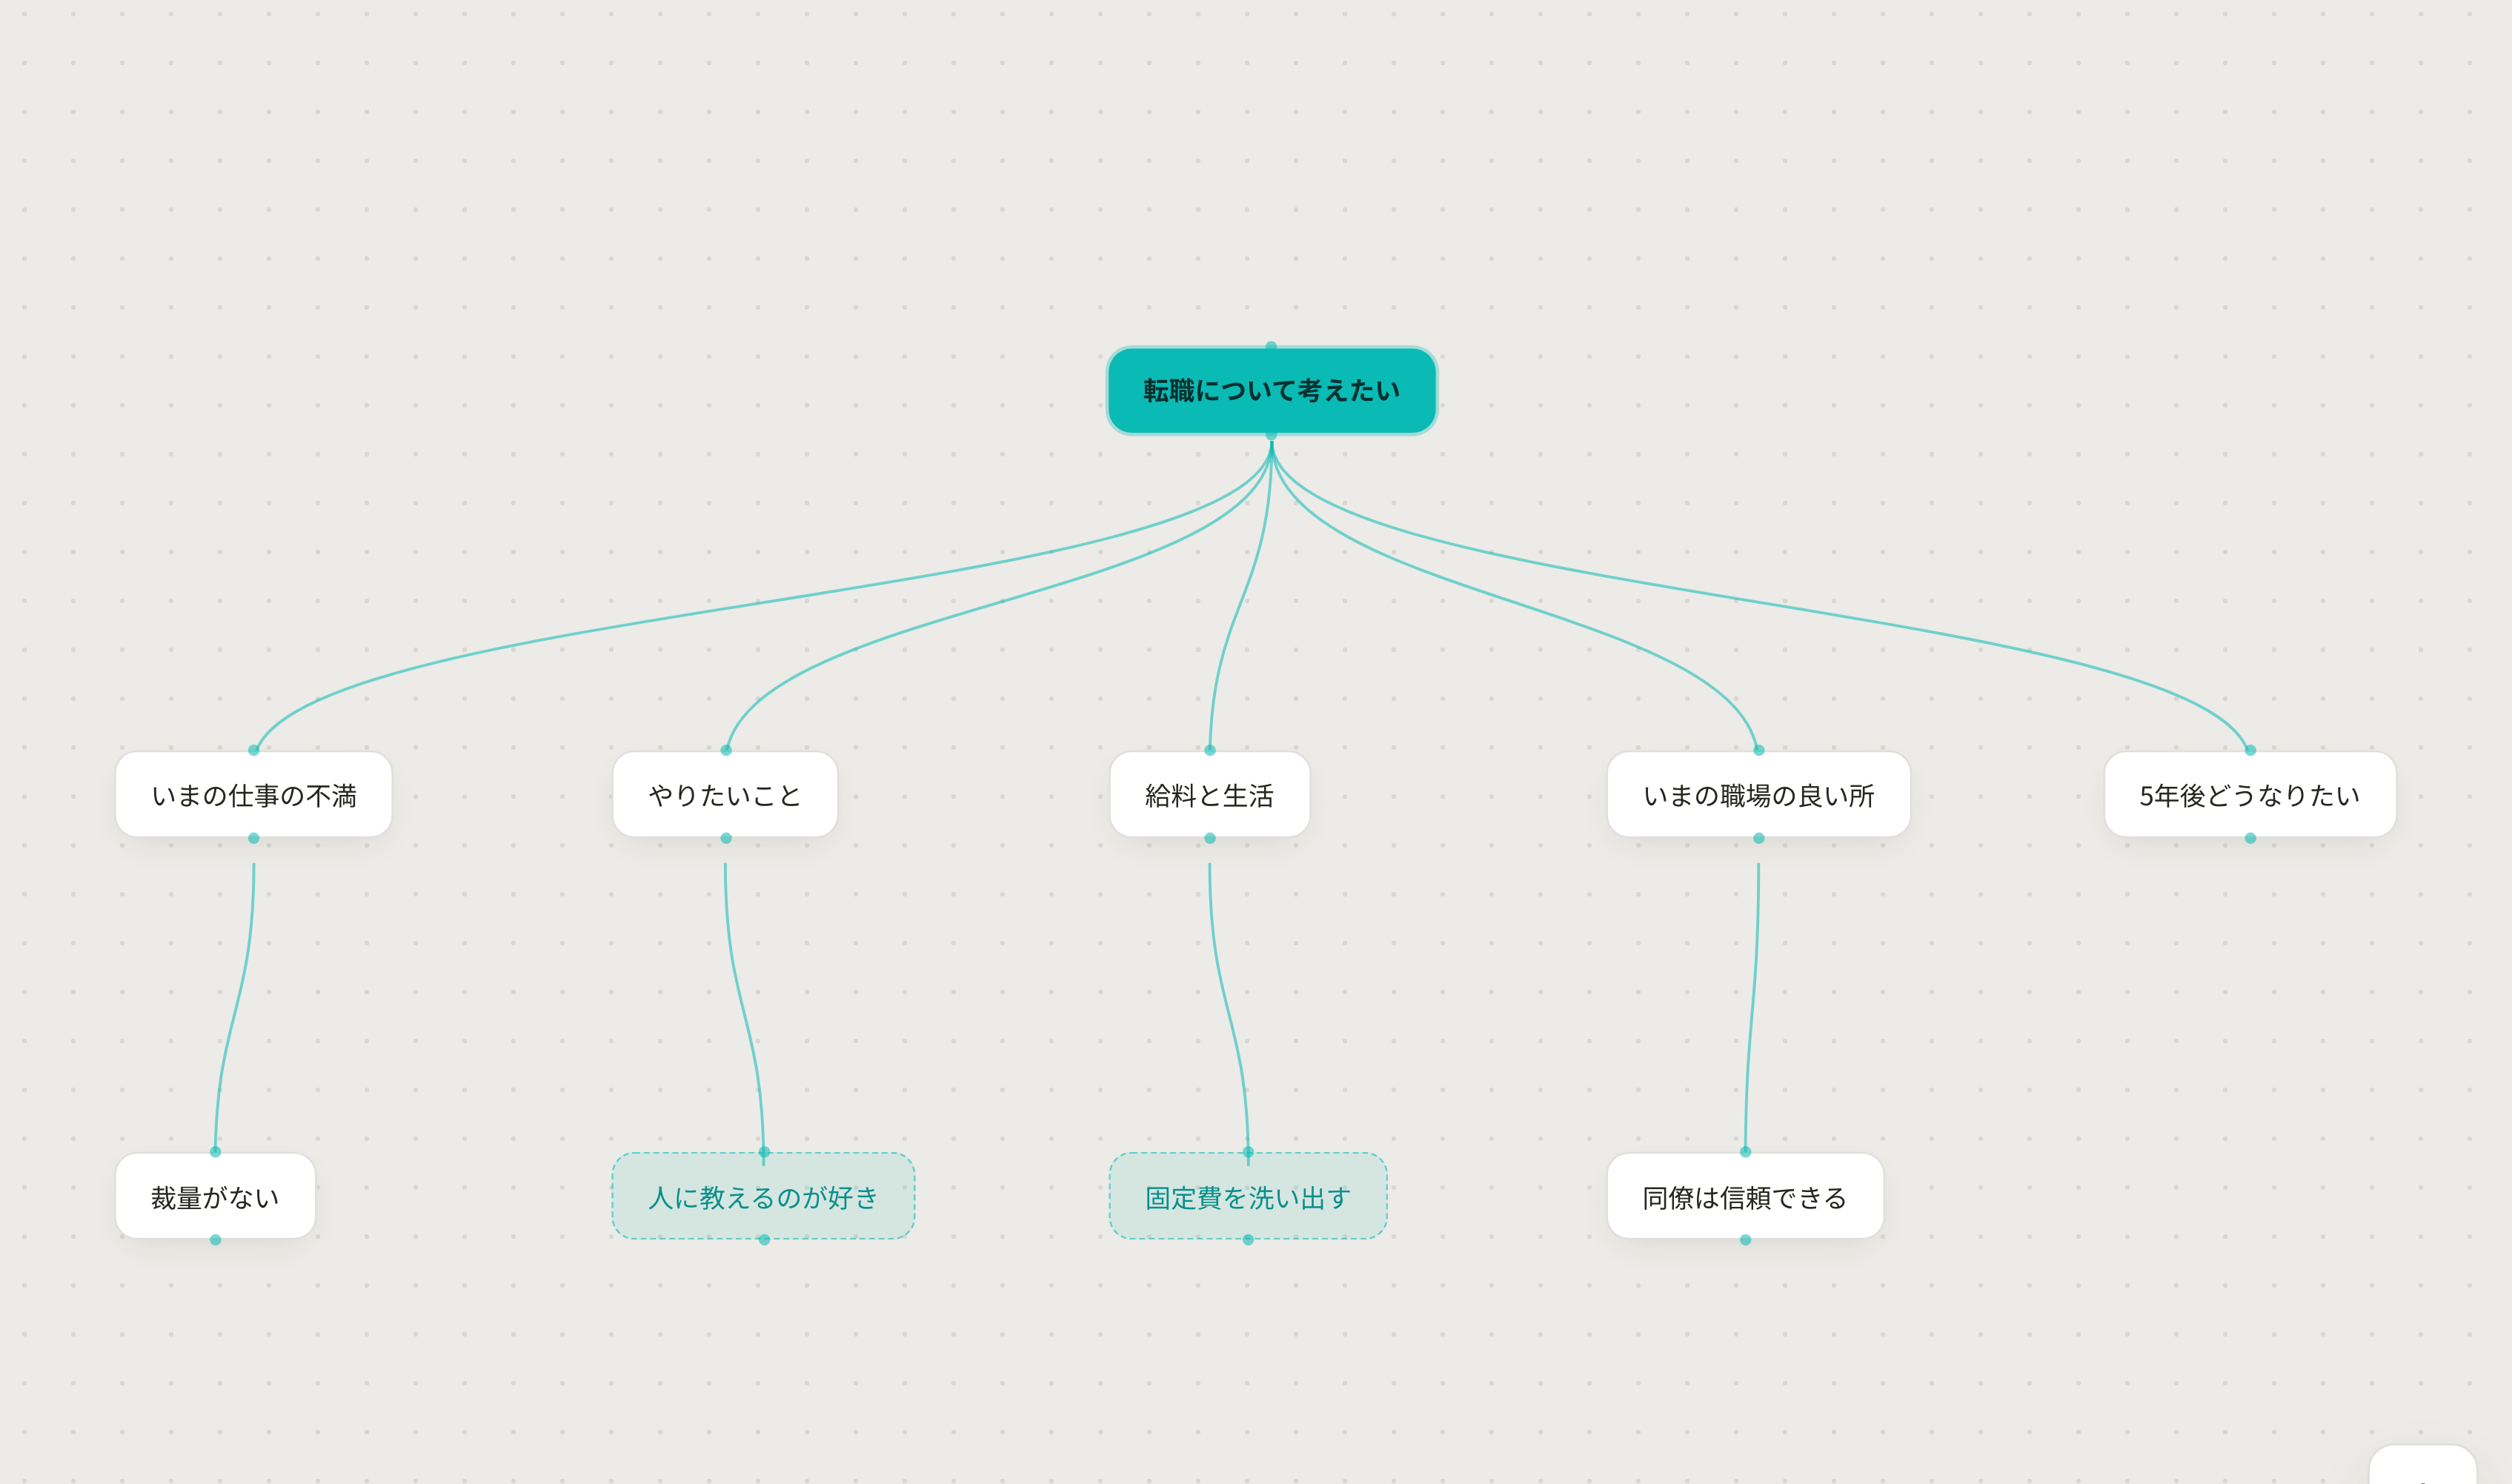 転職について考えたい
いまの仕事の不満
やりたいこと
給料と生活
いまの職場の良い所
5年後どうなりたい
裁量がない
人に教えるのが好き
固定費を洗い出す
同僚は信頼できる